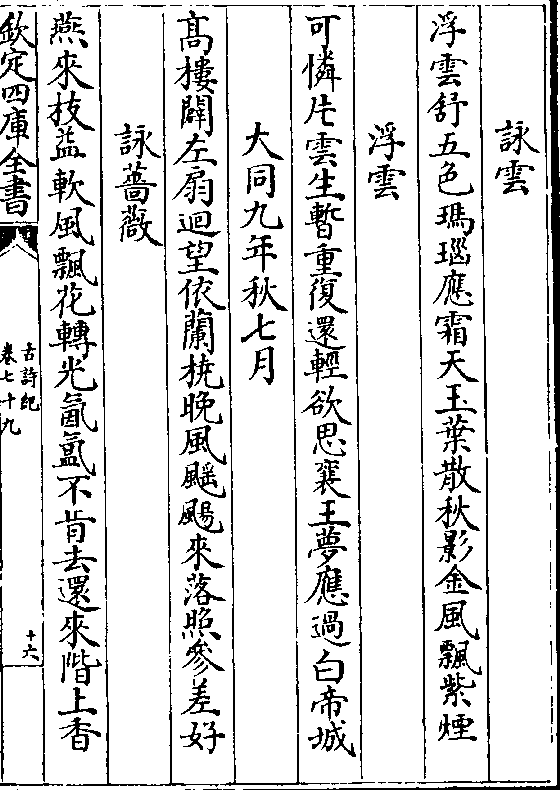 詠雲
浮雲舒五色瑪瑙應霜天玉葉散秋影金風飄紫煙
浮雲
可憐片雲生暫重復還輕欲思襄王夢應過白帝城
大同九年秋七月
高樓闢左扇迴望依蘭橈晚風颻颺來落照參差好
詠薔薇
燕來枝益軟風飄花轉光氤氲不肯去還來階上香
欽定四庫全書
古詩紀
卷七十九
十六